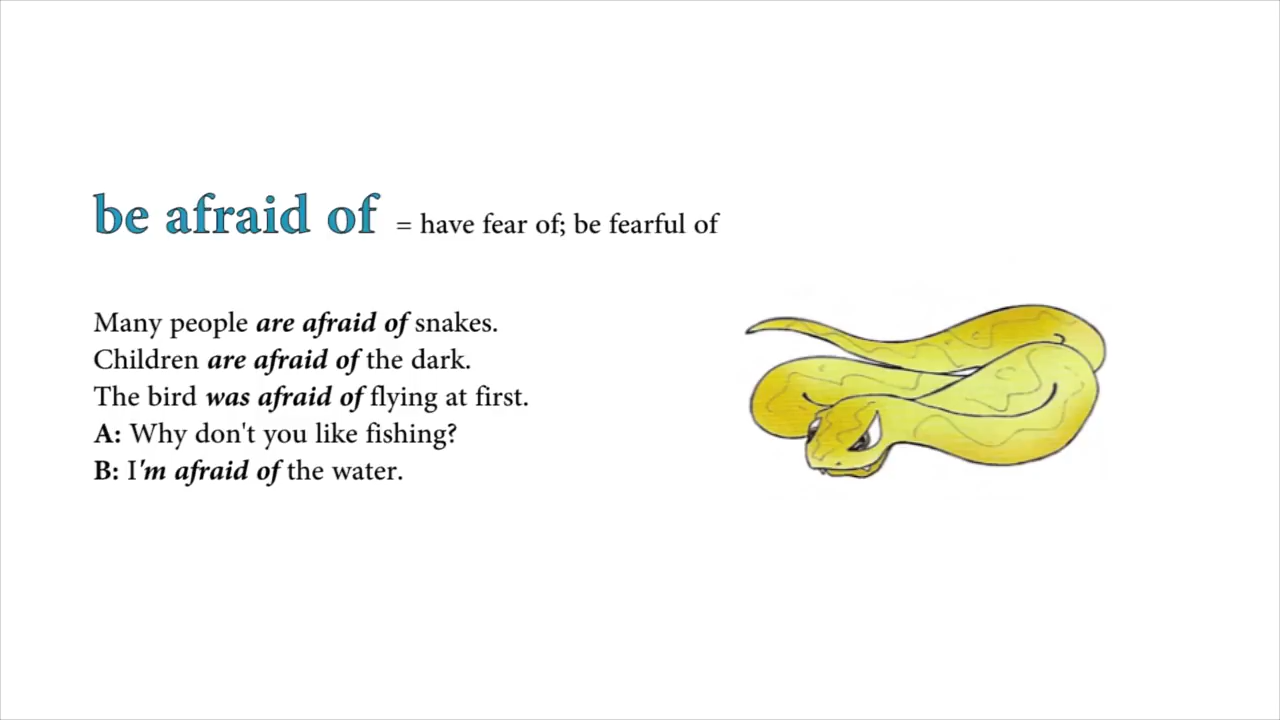 be afraid of = have fear of; be fearful of
Many people are afraid of snakes.
Children are afraid of the dark.
The bird was afraid of flying at first.
A: Why don't you like fishing?
B: I'm afraid of the water.